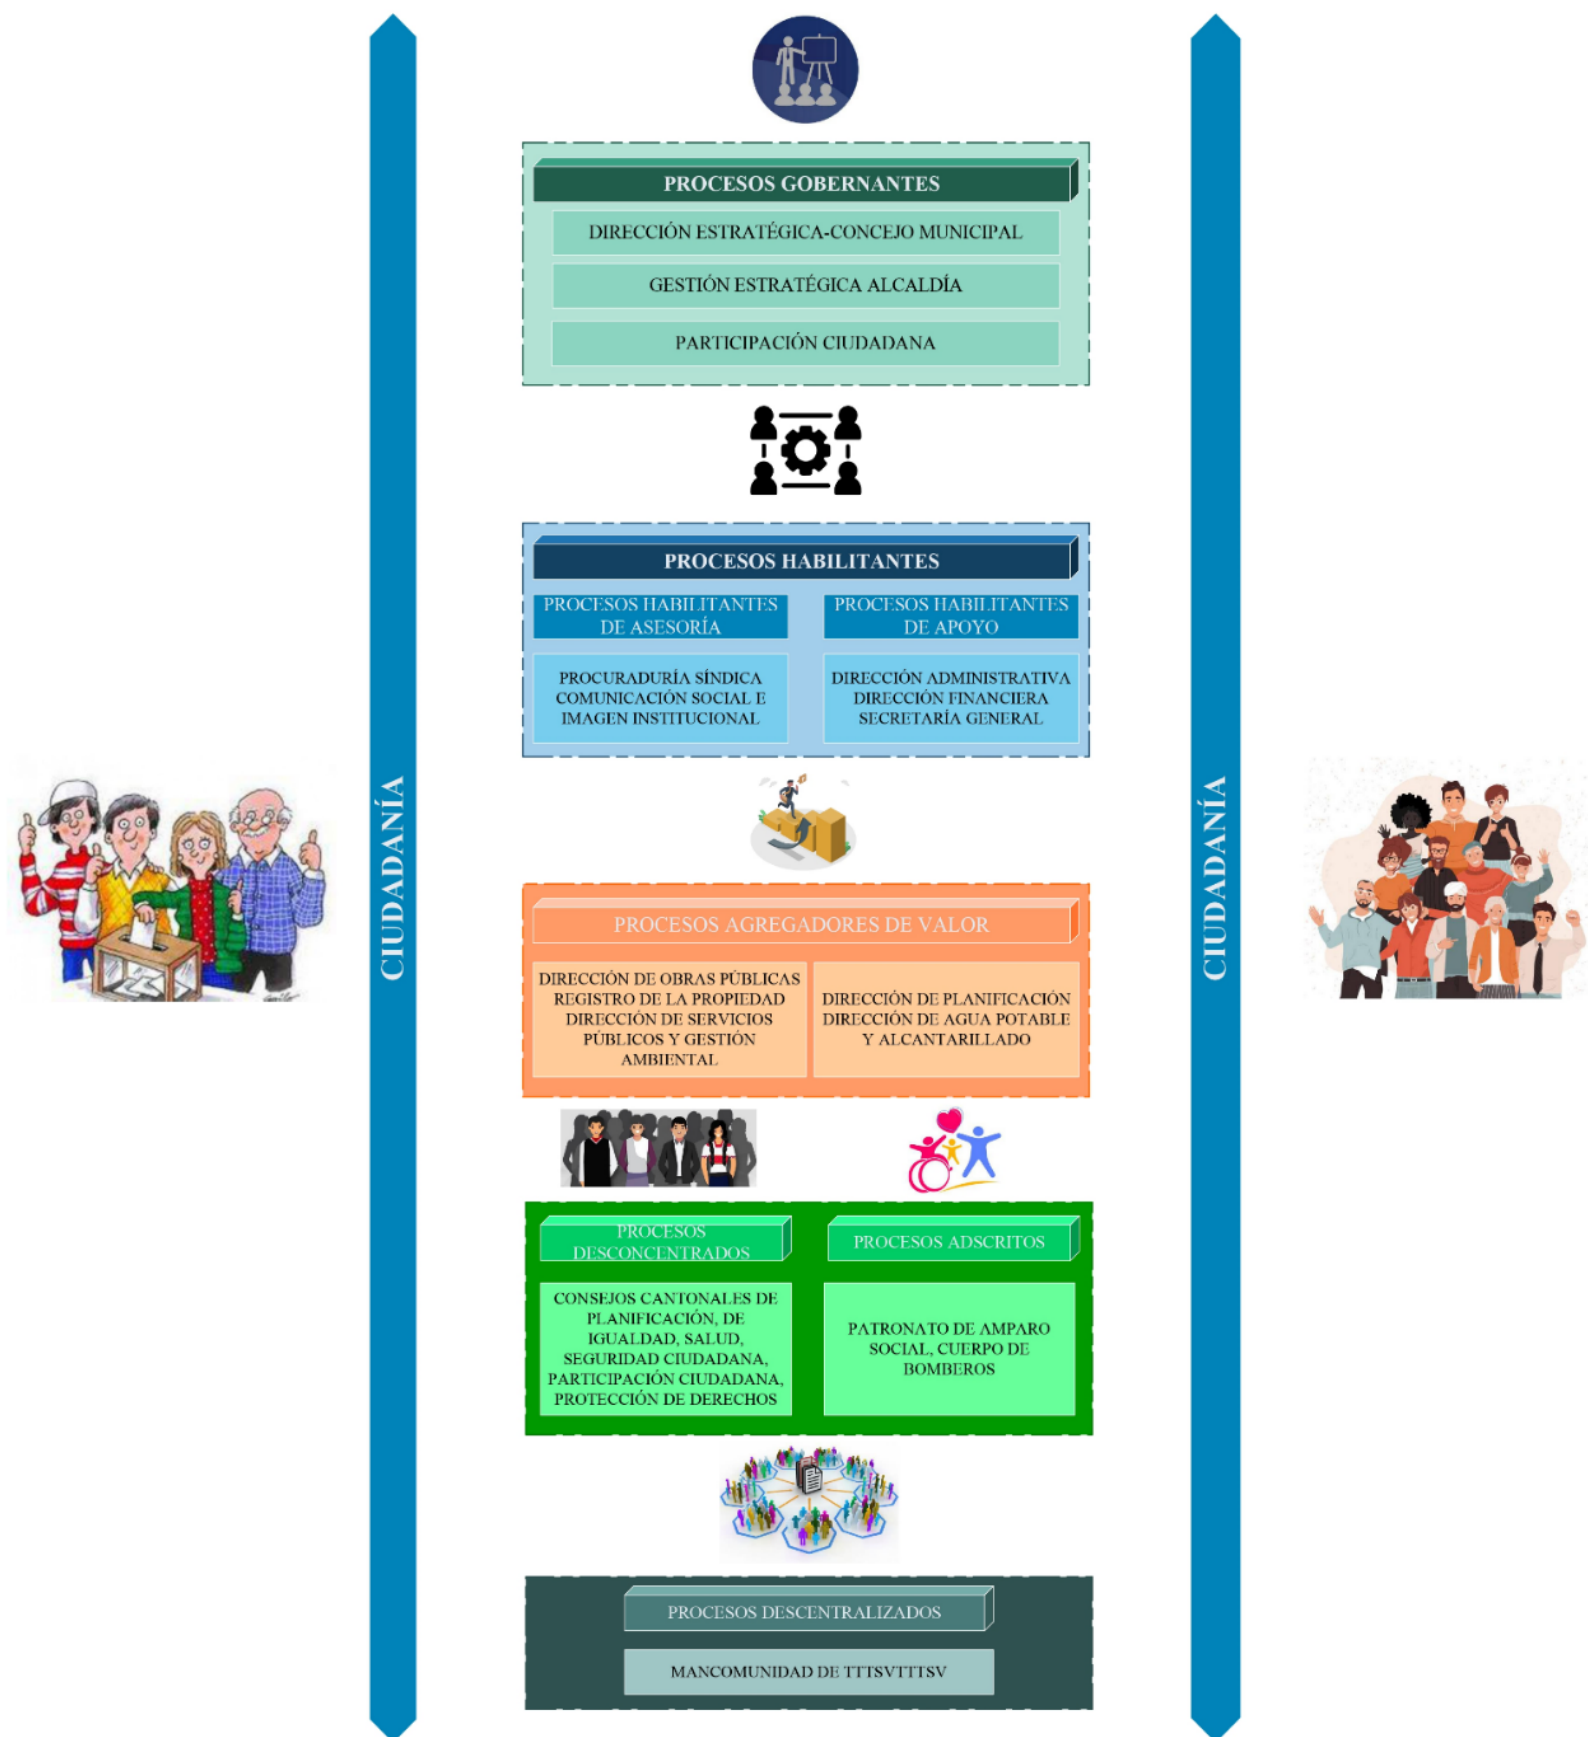 PROCESOS GOBERNANTES
DIRECCIÓN ESTRATÉGICA-CONCEJO MUNICIPAL
GESTIÓN ESTRATÉGICA ALCALDÍA
PARTICIPACIÓN CIUDADANA
PROCESOS HABILITANTES
PROCESOS HABILITANTES
DE ASESORÍA
PROCURADURÍA SÍNDICA
COMUNICACIÓN SOCIAL E
IMAGEN INSTITUCIONAL
PROCESOS HABILITANTES
DE APOYO
DIRECCIÓN ADMINISTRATIVA
DIRECCIÓN FINANCIERA
SECRETARÍA GENERAL
CIUDADANÍA
CIUDADANÍA
PROCESOS AGREGADORES DE VALOR
DIRECCIÓN DE OBRAS PÚBLICAS
REGISTRO DE LA PROPIEDAD
DIRECCIÓN DE SERVICIOS
PÚBLICOS Y GESTIÓN
AMBIENTAL
DIRECCIÓN DE PLANIFICACIÓN
DIRECCIÓN DE AGUA POTABLE
Y ALCANTARILLADO
PROCESOS
DESCONCENTRADOS
CONSEJOS CANTONALES DE
PLANIFICACIÓN, DE
IGUALDAD, SALUD,
SEGURIDAD CIUDADANA,
PARTICIPACIÓN CIUDADANA,
PROTECCIÓN DE DERECHOS
PROCESOS ADSCRITOS
PATRONATO DE AMPARO
SOCIAL, CUERPO DE
BOMBEROS
PROCESOS DESCENTRALIZADOS
MANCOMUNIDAD DE TTTSVTTTSV